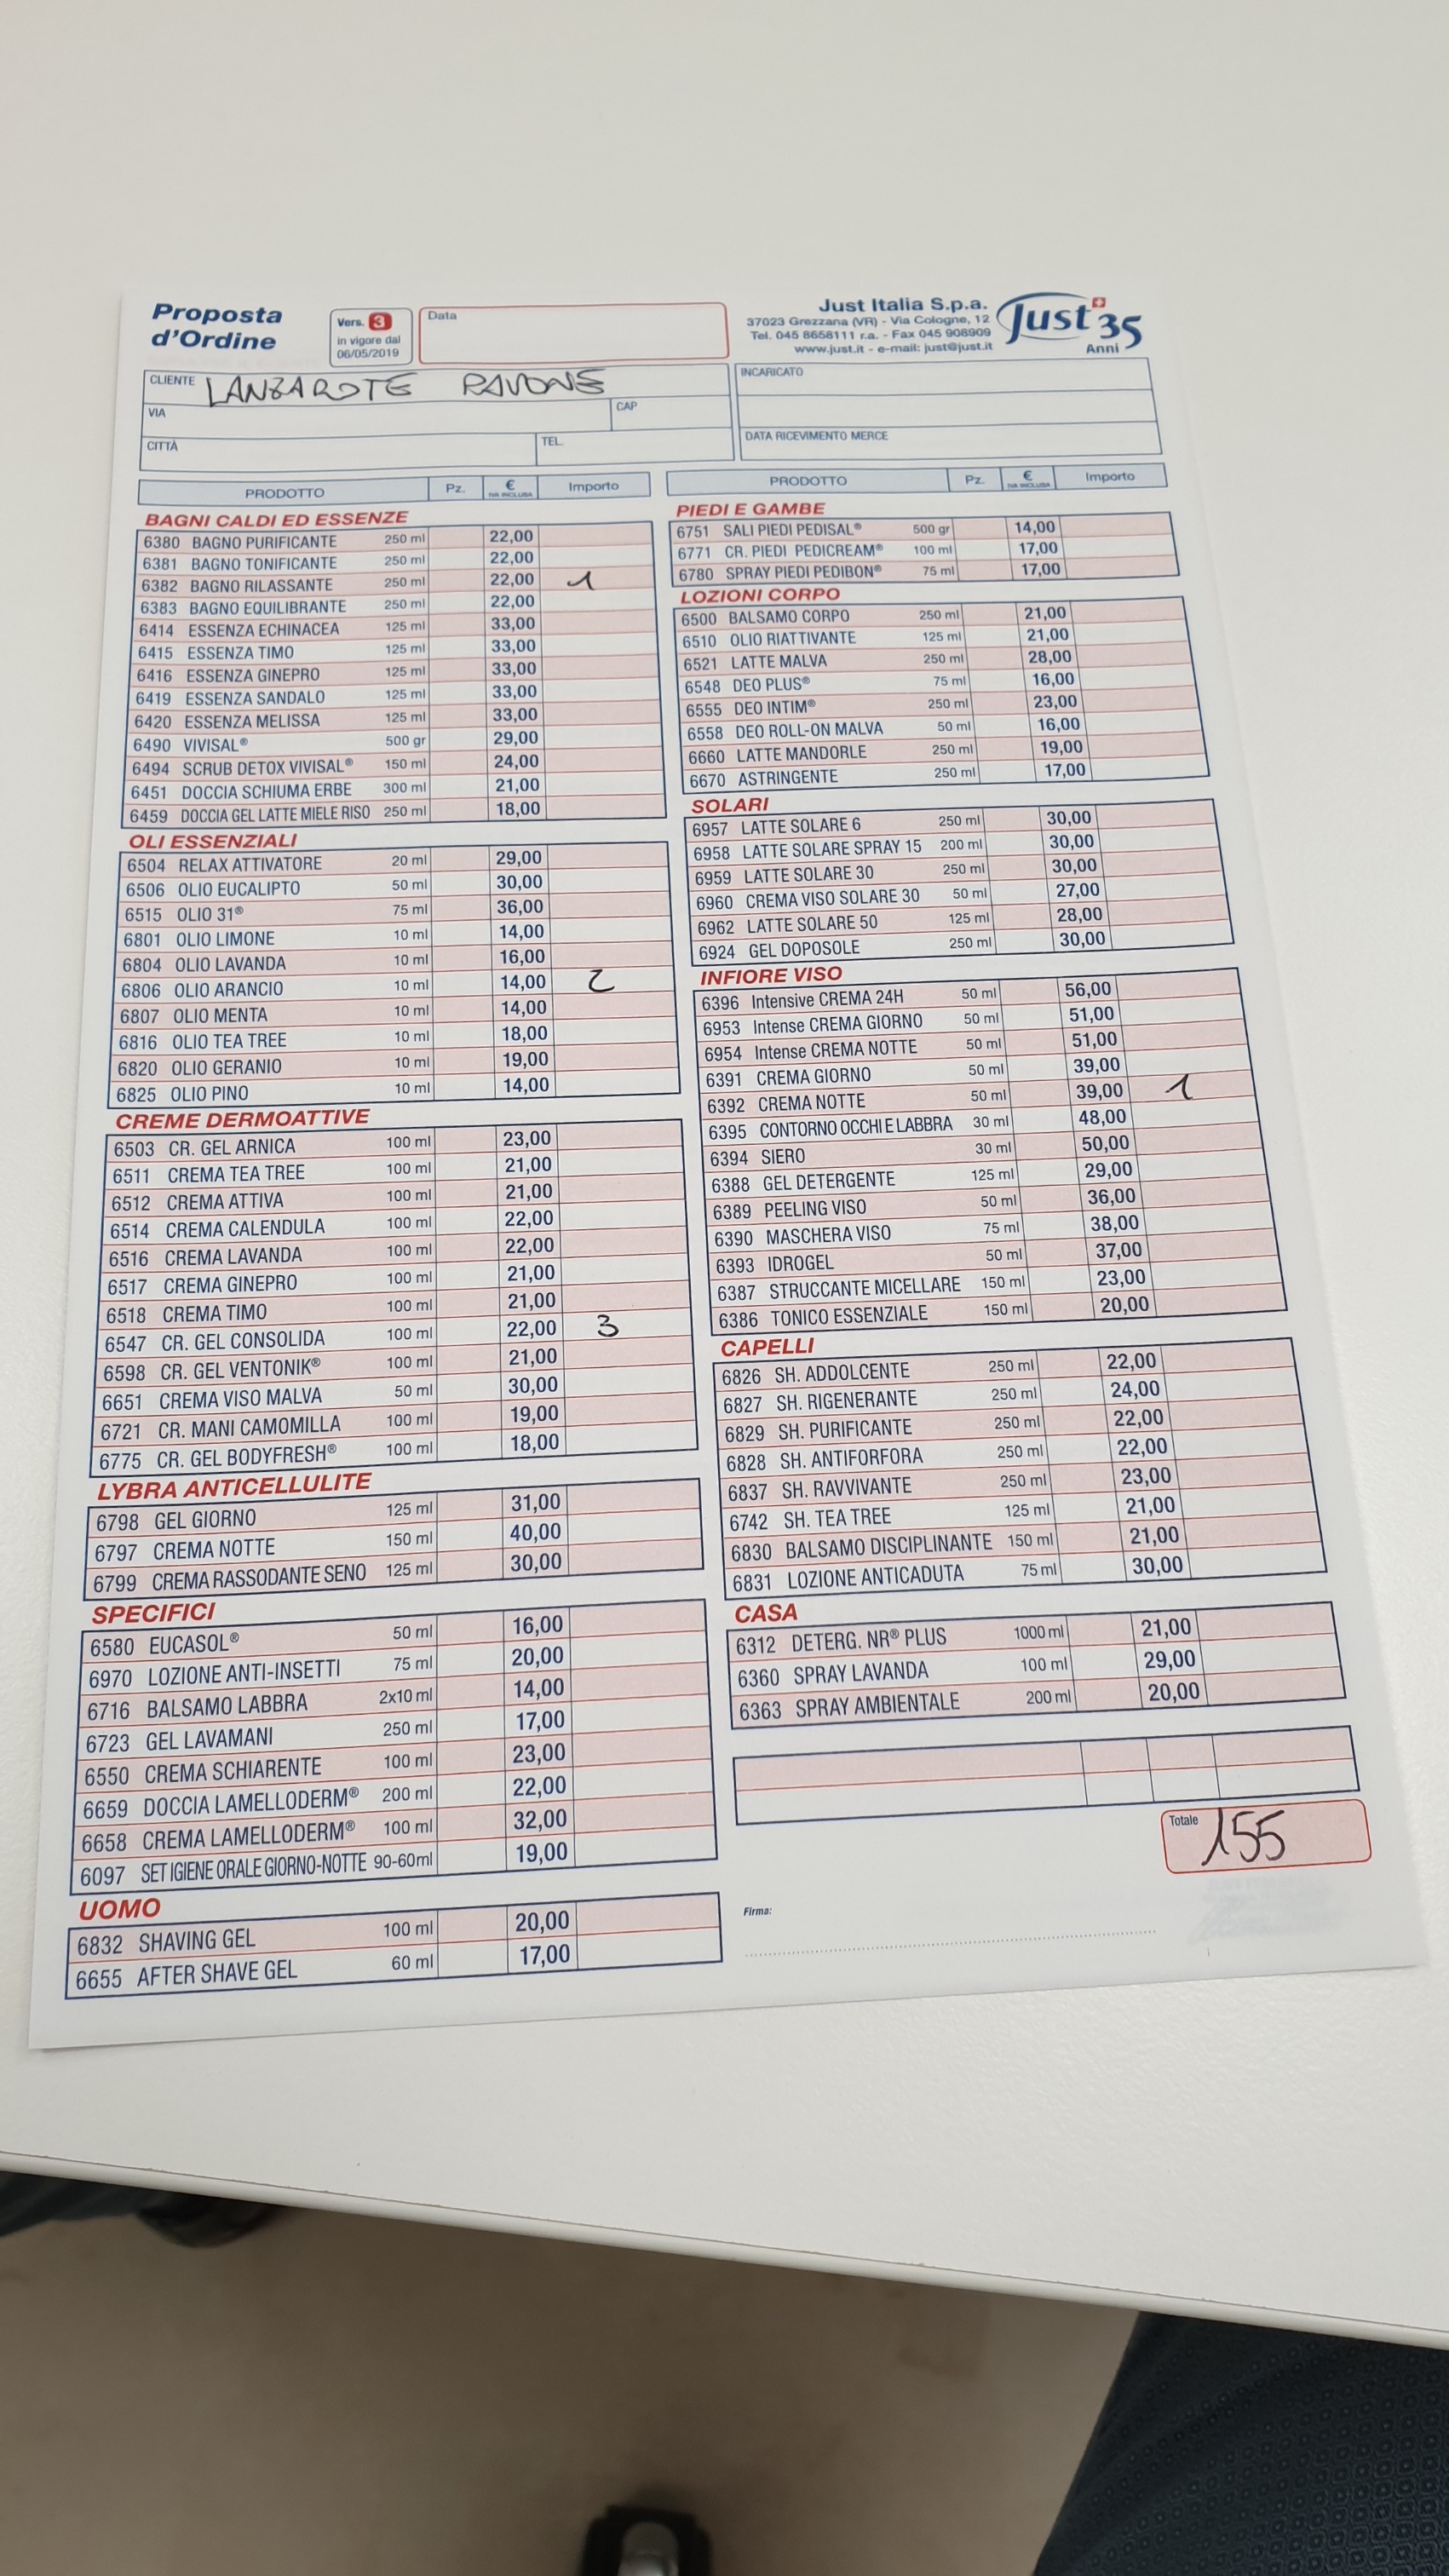 Proposta
d'Ordine
Vers. 3
in vigore dal
06/05/2019
Data
Just Italia S.p.a.
37023 Grezzana (VR) - Via Cologne, 12
Tel. 045 8658111 r.a. - Fax 045 908909
www.just.it - e-mail: just@just.it
Just 35
Anni
CLIENTE LANZAROTE PAVONE
VIA
CAP
CITTÀ
TEL.
INCARICATO
DATA RICEVIMENTO MERCE
PRODOTTO Pz. € IVA INCLUSA Importo
BAGNI CALDI ED ESSENZE
6380 BAGNO PURIFICANTE 250 ml 22,00
6381 BAGNO TONIFICANTE 250 ml 22,00
6382 BAGNO RILASSANTE 250 ml 22,00 1
6383 BAGNO EQUILIBRANTE 250 ml 22,00
6414 ESSENZA ECHINACEA 125 ml 33,00
6415 ESSENZA TIMO 125 ml 33,00
6416 ESSENZA GINEPRO 125 ml 33,00
6419 ESSENZA SANDALO 125 ml 33,00
6420 ESSENZA MELISSA 125 ml 33,00
6490 VIVISAL® 500 gr 29,00
6494 SCRUB DETOX VIVISAL® 150 ml 24,00
6451 DOCCIA SCHIUMA ERBE 300 ml 21,00
6459 DOCCIA GEL LATTE MIELE RISO 250 ml 18,00
OLI ESSENZIALI
6504 RELAX ATTIVATORE 20 ml 29,00
6506 OLIO EUCALIPTO 50 ml 30,00
6515 OLIO 31® 75 ml 36,00
6801 OLIO LIMONE 10 ml 14,00
6804 OLIO LAVANDA 10 ml 16,00
6806 OLIO ARANCIO 10 ml 14,00 2
6807 OLIO MENTA 10 ml 14,00
6816 OLIO TEA TREE 10 ml 18,00
6820 OLIO GERANIO 10 ml 19,00
6825 OLIO PINO 10 ml 14,00
CREME DERMOATTIVE
6503 CR. GEL ARNICA 100 ml 23,00
6511 CREMA TEA TREE 100 ml 21,00
6512 CREMA ATTIVA 100 ml 21,00
6514 CREMA CALENDULA 100 ml 22,00
6516 CREMA LAVANDA 100 ml 22,00
6517 CREMA GINEPRO 100 ml 21,00
6518 CREMA TIMO 100 ml 21,00
6547 CR. GEL CONSOLIDA 100 ml 22,00 3
6598 CR. GEL VENTONIK® 100 ml 21,00
6651 CREMA VISO MALVA 50 ml 30,00
6721 CR. MANI CAMOMILLA 100 ml 19,00
6775 CR. GEL BODYFRESH® 100 ml 18,00
LYBRA ANTICELLULITE
6798 GEL GIORNO 125 ml 31,00
6797 CREMA NOTTE 150 ml 40,00
6799 CREMA RASSODANTE SENO 125 ml 30,00
SPECIFICI
6580 EUCASOL® 50 ml 16,00
6970 LOZIONE ANTI-INSETTI 75 ml 20,00
6716 BALSAMO LABBRA 2x10 ml 14,00
6723 GEL LAVAMANI 250 ml 17,00
6550 CREMA SCHIARENTE 100 ml 23,00
6659 DOCCIA LAMELLODERM® 200 ml 22,00
6658 CREMA LAMELLODERM® 100 ml 32,00
6097 SET IGIENE ORALE GIORNO-NOTTE 90-60ml 19,00
UOMO
6832 SHAVING GEL 100 ml 20,00
6655 AFTER SHAVE GEL 60 ml 17,00
PRODOTTO Pz. € IVA INCLUSA Importo
PIEDI E GAMBE
6751 SALI PIEDI PEDISAL® 500 gr 14,00
6771 CR. PIEDI PEDICREAM® 100 ml 17,00
6780 SPRAY PIEDI PEDIBON® 75 ml 17,00
LOZIONI CORPO
6500 BALSAMO CORPO 250 ml 21,00
6510 OLIO RIATTIVANTE 125 ml 21,00
6521 LATTE MALVA 250 ml 28,00
6548 DEO PLUS® 75 ml 16,00
6555 DEO INTIM® 250 ml 23,00
6558 DEO ROLL-ON MALVA 50 ml 16,00
6660 LATTE MANDORLE 250 ml 19,00
6670 ASTRINGENTE 250 ml 17,00
SOLARI
6957 LATTE SOLARE 6 250 ml 30,00
6958 LATTE SOLARE SPRAY 15 200 ml 30,00
6959 LATTE SOLARE 30 250 ml 30,00
6960 CREMA VISO SOLARE 30 50 ml 27,00
6962 LATTE SOLARE 50 125 ml 28,00
6924 GEL DOPOSOLE 250 ml 30,00
INFIORE VISO
6396 Intensive CREMA 24H 50 ml 56,00
6953 Intense CREMA GIORNO 50 ml 51,00
6954 Intense CREMA NOTTE 50 ml 51,00
6391 CREMA GIORNO 50 ml 39,00
6392 CREMA NOTTE 50 ml 39,00 1
6395 CONTORNO OCCHI E LABBRA 30 ml 48,00
6394 SIERO 30 ml 50,00
6388 GEL DETERGENTE 125 ml 29,00
6389 PEELING VISO 50 ml 36,00
6390 MASCHERA VISO 75 ml 38,00
6393 IDROGEL 50 ml 37,00
6387 STRUCCANTE MICELLARE 150 ml 23,00
6386 TONICO ESSENZIALE 150 ml 20,00
CAPELLI
6826 SH. ADDOLCENTE 250 ml 22,00
6827 SH. RIGENERANTE 250 ml 24,00
6829 SH. PURIFICANTE 250 ml 22,00
6828 SH. ANTIFORFORA 250 ml 22,00
6837 SH. RAVVIVANTE 250 ml 23,00
6742 SH. TEA TREE 125 ml 21,00
6830 BALSAMO DISCIPLINANTE 150 ml 21,00
6831 LOZIONE ANTICADUTA 75 ml 30,00
CASA
6312 DETERG. NR® PLUS 1000 ml 21,00
6360 SPRAY LAVANDA 100 ml 29,00
6363 SPRAY AMBIENTALE 200 ml 20,00
Totale 155
Firma: